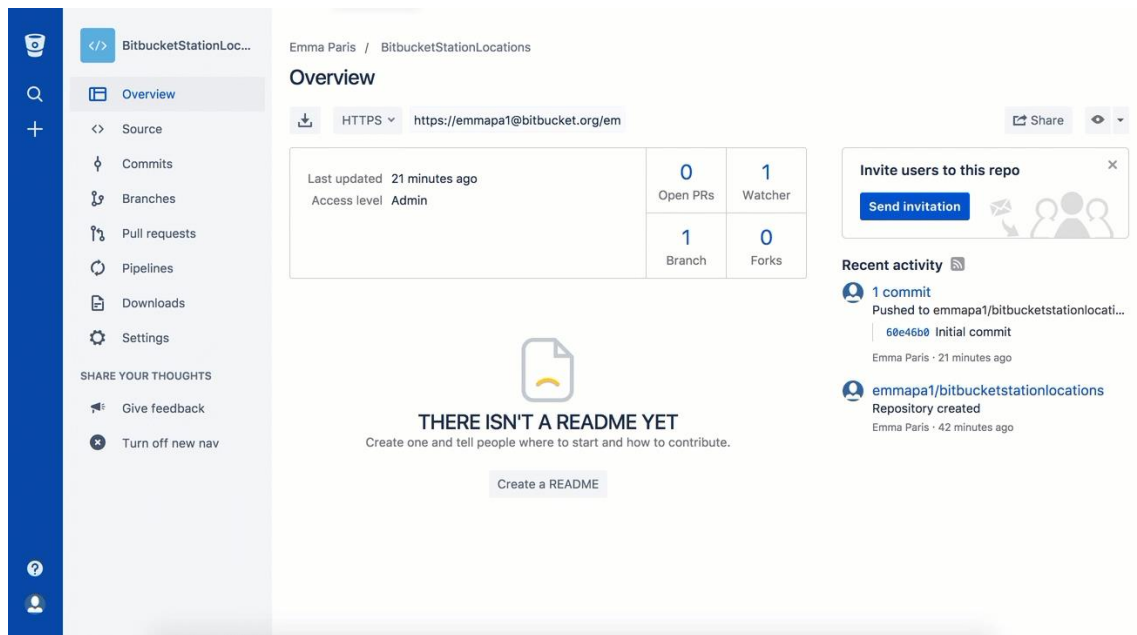 </> BitbucketStationLoc...
Overview
Source
Commits
Branches
Pull requests
Pipelines
Downloads
Settings
SHARE YOUR THOUGHTS
Give feedback
Turn off new nav
Emma Paris / BitbucketStationLocations
Overview
HTTPS https://emmapa1@bitbucket.org/em
Share
Last updated 21 minutes ago
Access level Admin
0
Open PRs
1
Watcher
1
Branch
0
Forks
THERE ISN'T A README YET
Create one and tell people where to start and how to contribute.
Create a README
Invite users to this repo
Send invitation
Recent activity
1 commit
Pushed to emmapa1/bitbucketstationlocati...
60e46b0 Initial commit
Emma Paris · 21 minutes ago
emmapa1/bitbucketstationlocations
Repository created
Emma Paris · 42 minutes ago